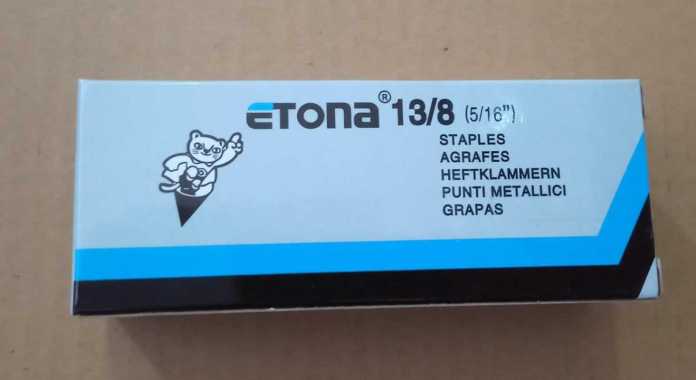 ETONA® 13/8 (5/16")
STAPLES
AGRAFES
HEFTKLAMMERN
PUNTI METALLICI
GRAPAS